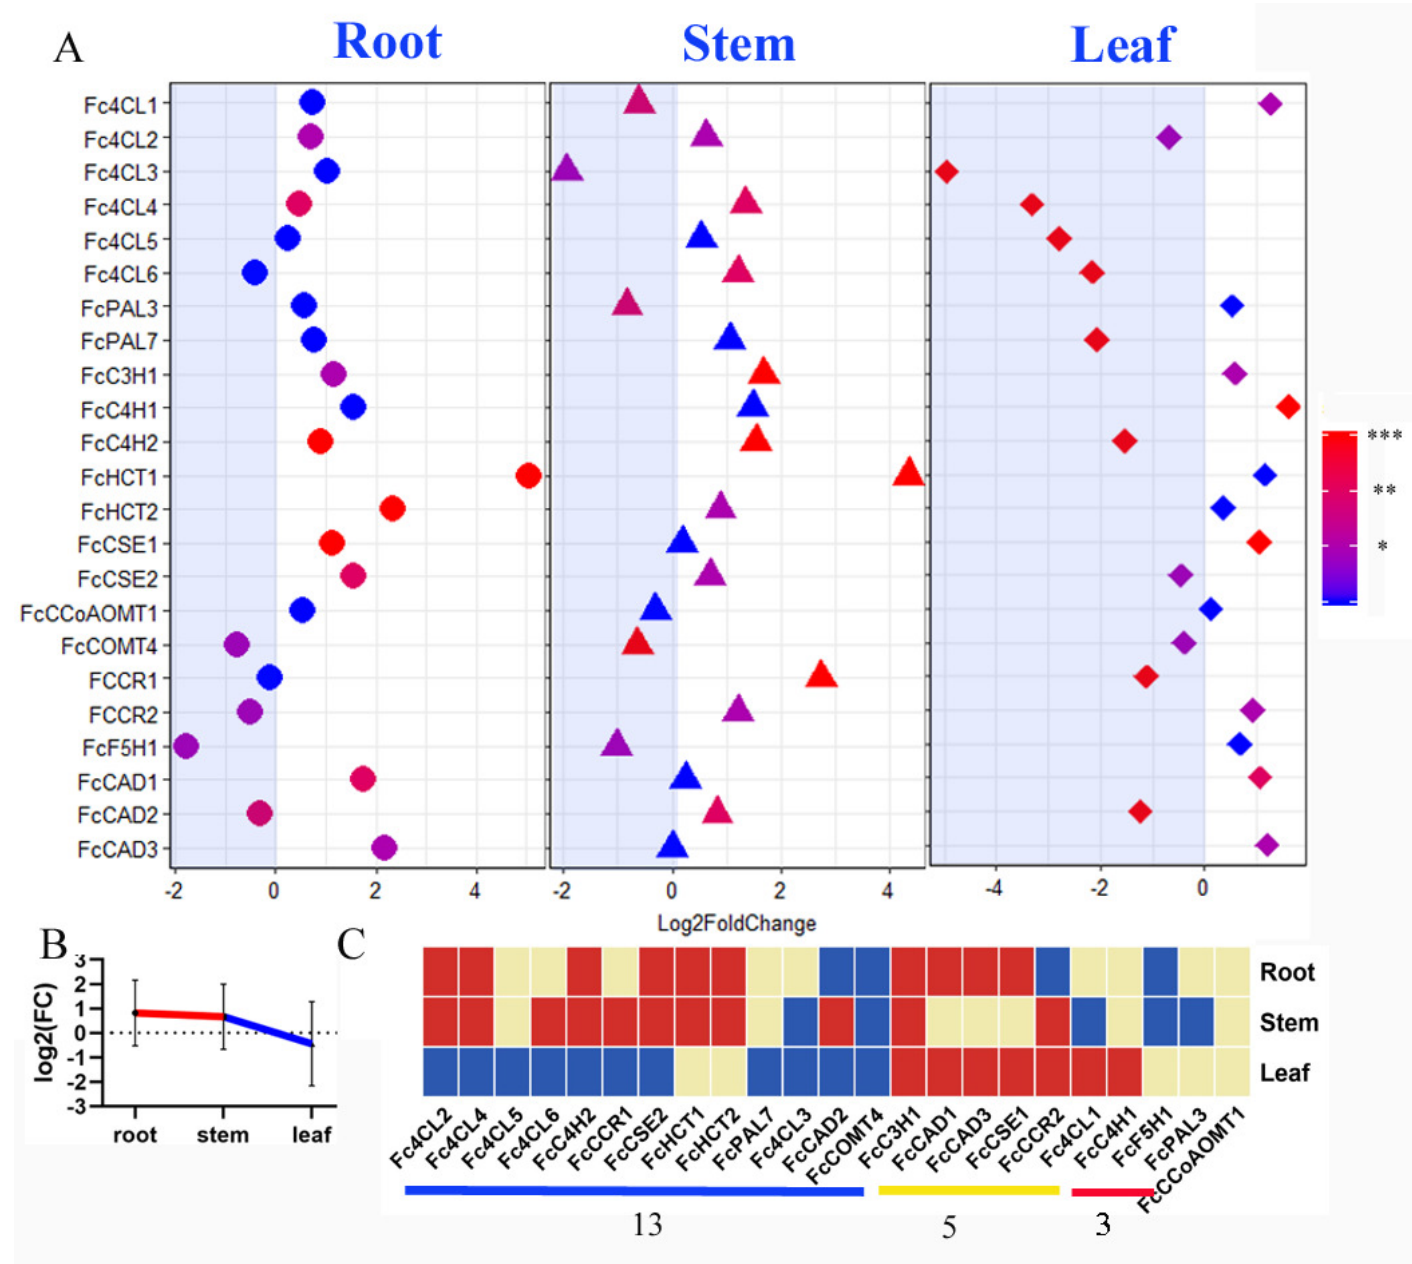 A
Root Stem Leaf
Fc4CL1
Fc4CL2
Fc4CL3
Fc4CL4
Fc4CL5
Fc4CL6
FcPAL3
FcPAL7
FcC3H1
FcC4H1
FcC4H2
FcHCT1
FcHCT2
FcCSE1
FcCSE2
FcCCoAOMT1
FcCOMT4
FCCR1
FCCR2
FcF5H1
FcCAD1
FcCAD2
FcCAD3
-2 0 2 4
-2 0 2 4
-4 -2 0
Log2FoldChange
***
**
*
B
log2(FC)
3
2
1
0
-1
-2
-3
root stem leaf
C
Root
Stem
Leaf
Fc4CL2
Fc4CL4
Fc4CL5
Fc4CL6
FcC4H2
FcCCR1
FcCSE2
FcHCT1
FcHCT2
FcPAL7
Fc4CL3
FcCAD2
FcCOMT4
FcC3H1
FcCAD1
FcCAD3
FcCSE1
FcCCR2
Fc4CL1
FcC4H1
FcF5H1
FcPAL3
FcCCoAOMT1
13 5 3